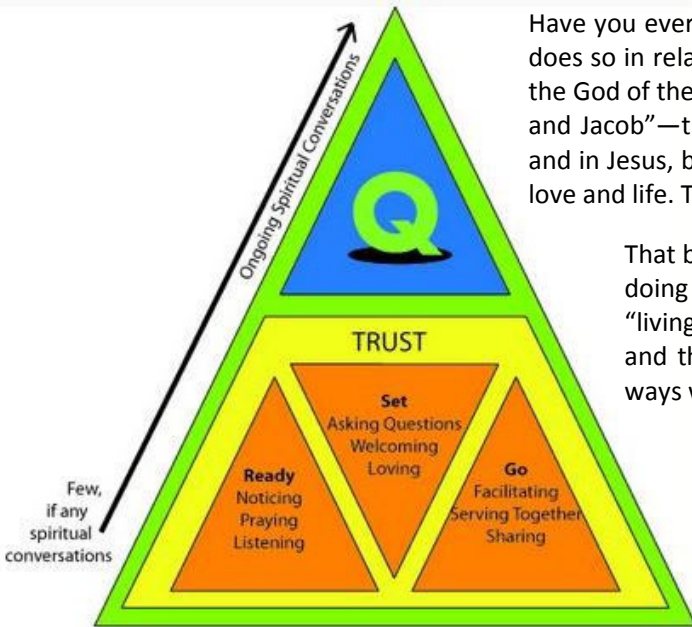 Have you ever
does so in rela
the God of the
and Jacob”—t
and in Jesus, b
love and life. T
That b
doing
“living
and th
ways v
Ongoing Spiritual Conversations
Q
TRUST
Set
Asking Questions
Welcoming
Loving
Ready
Noticing
Praying
Listening
Go
Facilitating
Serving Together
Sharing
Few,
if any
spiritual
conversations